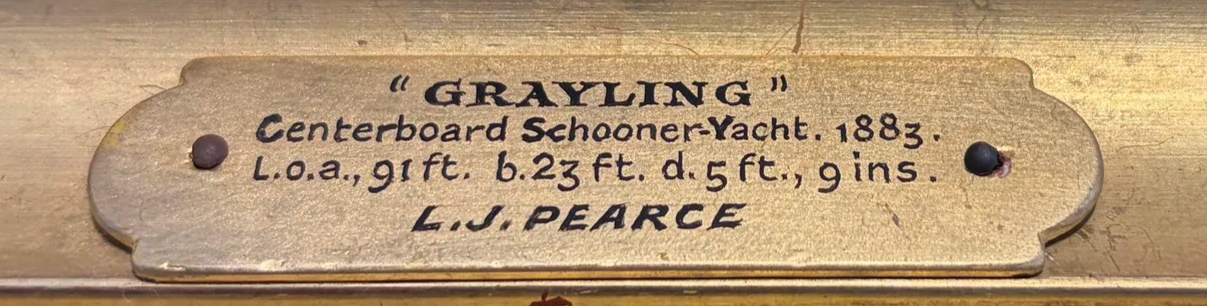 "GRAYLING"
Centerboard Schooner-Yacht. 1883.
L.o.a., 91 ft. b. 23 ft. d. 5 ft., 9 ins.
L.J. PEARCE